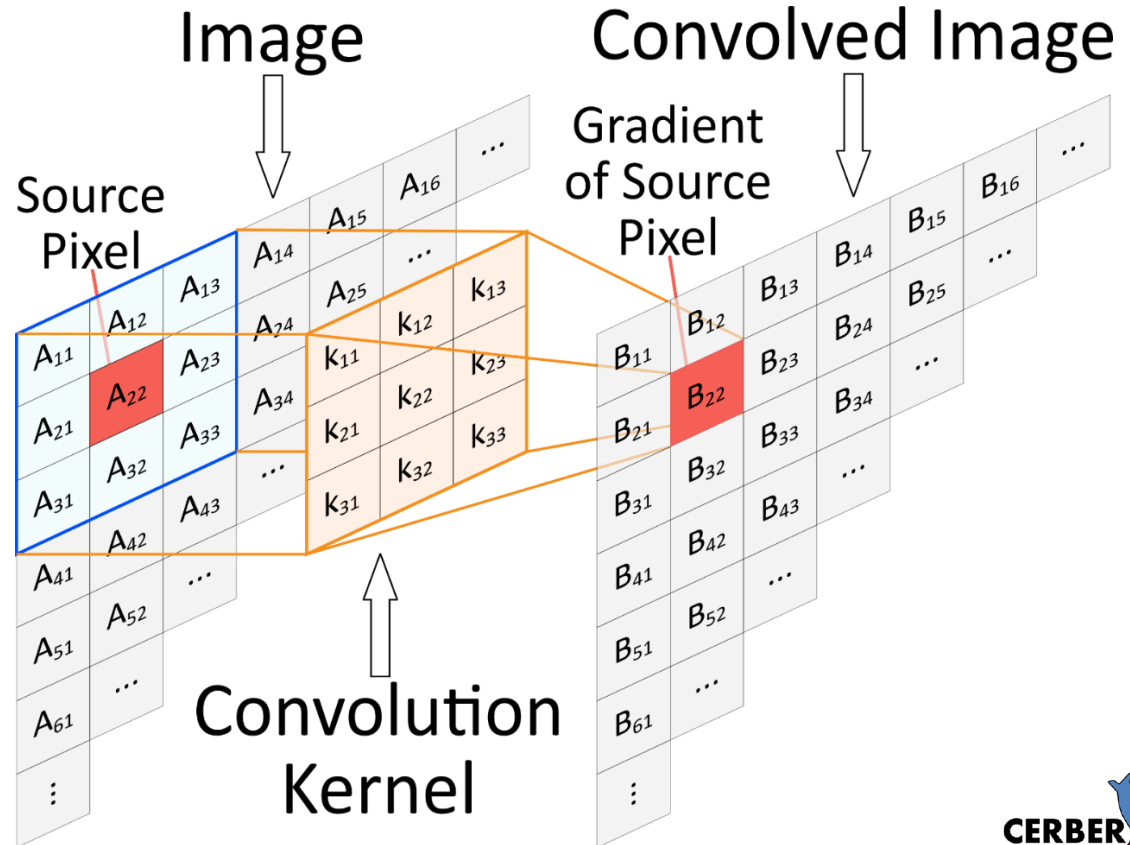 Image
Convolved Image
Source
Pixel
Gradient
of Source
Pixel
A₁₁ A₁₂ A₁₃ A₁₄ A₁₅ A₁₆ ...
A₂₁ A₂₂ A₂₃ A₂₄ A₂₅ ...
A₃₁ A₃₂ A₃₃ A₃₄ ...
A₄₁ A₄₂ A₄₃ ...
A₅₁ A₅₂ ...
A₆₁ ...
⋮
k₁₁ k₁₂ k₁₃
k₂₁ k₂₂ k₂₃
k₃₁ k₃₂ k₃₃
B₁₁ B₁₂ B₁₃ B₁₄ B₁₅ B₁₆ ...
B₂₁ B₂₂ B₂₃ B₂₄ B₂₅ ...
B₃₁ B₃₂ B₃₃ B₃₄ ...
B₄₁ B₄₂ B₄₃ ...
B₅₁ B₅₂ ...
B₆₁ ...
⋮
Convolution
Kernel
CERBER